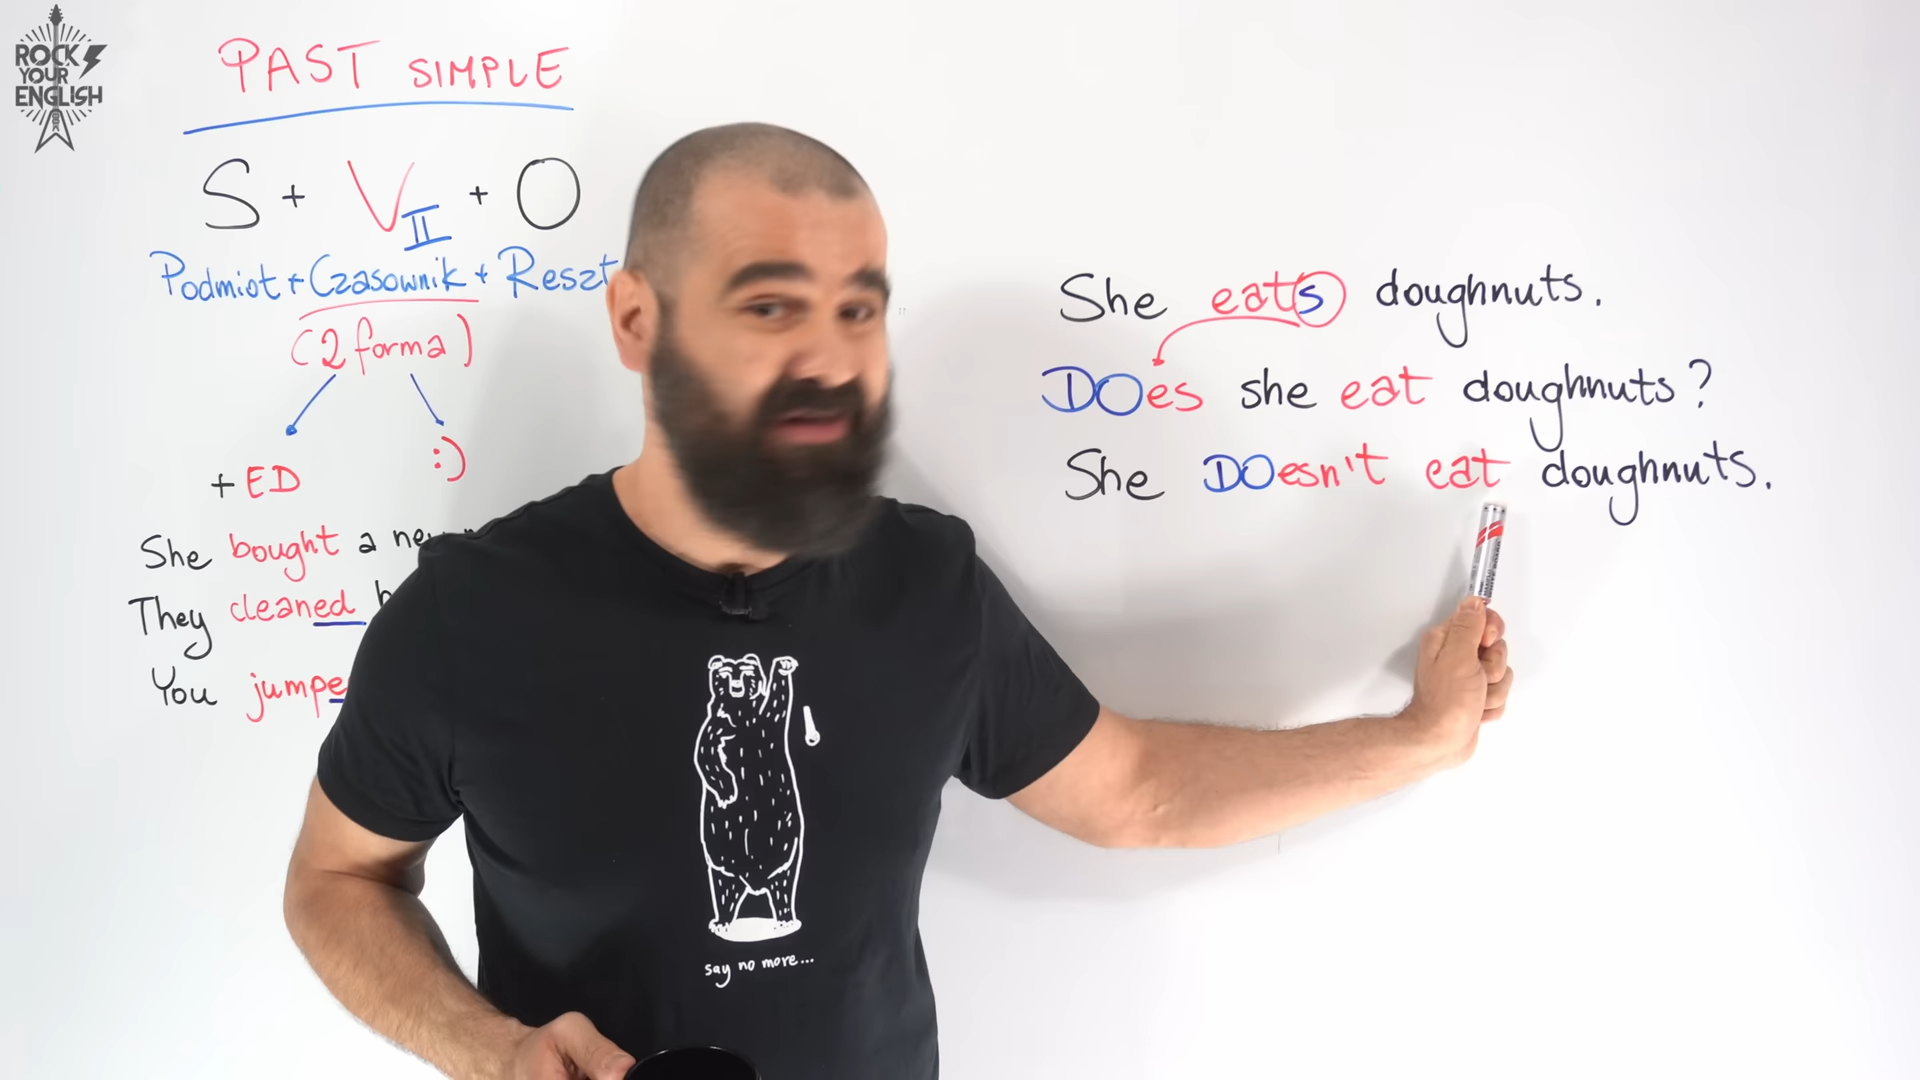 ROCK
YOUR
ENGLISH
PAST SIMPLE
S + V II + O
Podmiot + Czasownik + Reszt
(2 forma)
+ ED :)
She bought a new
They cleaned
You jumpe
She eats doughnuts.
DOes she eat doughnuts?
She DOesn't eat doughnuts.
say no more...